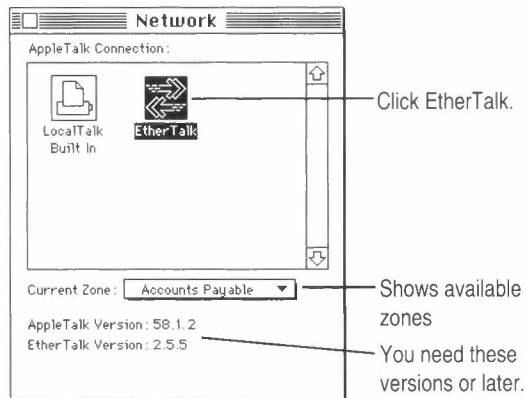 Network
AppleTalk Connection:
LocalTalk
Built In
EtherTalk
Click EtherTalk.
Current Zone: Accounts Payable
Shows available
zones
AppleTalk Version: 58.1.2
EtherTalk Version: 2.5.5
You need these
versions or later.